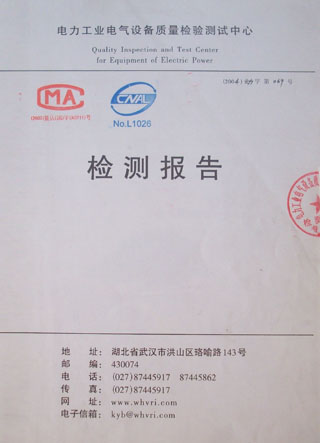 电力工业电气设备质量检验测试中心
Quality Inspection and Test Center
for Equipment of Electric Power
MA
CNAL
No.L1026
检测报告
地 址: 湖北省武汉市洪山区珞喻路143号
邮 编: 430074
电 话: (027)87445917 87445862
传 真: (027)87445917
网 址: www.whvri.com
电子信箱: kyb@whvri.com